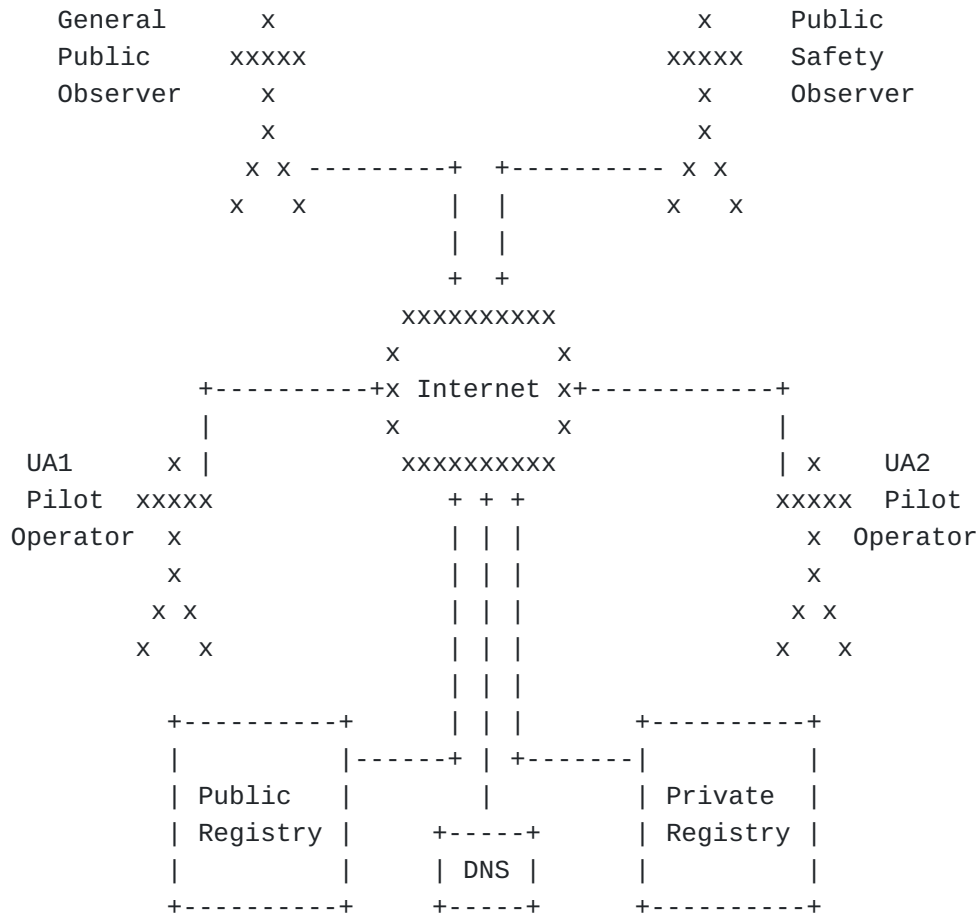 General
Public
Observer
Public
Safety
Observer
Internet
UA1
Pilot
Operator
UA2
Pilot
Operator
Public
Registry
DNS
Private
Registry